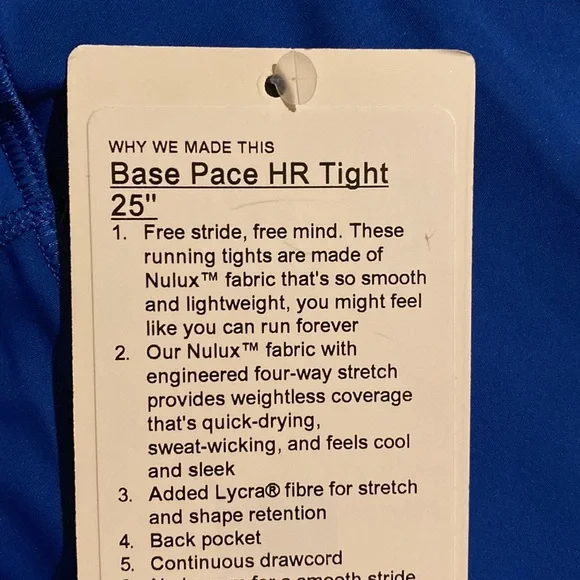 WHY WE MADE THIS
Base Pace HR Tight
25"
1. Free stride, free mind. These
running tights are made of
Nulux™ fabric that's so smooth
and lightweight, you might feel
like you can run forever
2. Our Nulux™ fabric with
engineered four-way stretch
provides weightless coverage
that's quick-drying,
sweat-wicking, and feels cool
and sleek
3. Added Lycra® fibre for stretch
and shape retention
4. Back pocket
5. Continuous drawcord
for a smooth stride